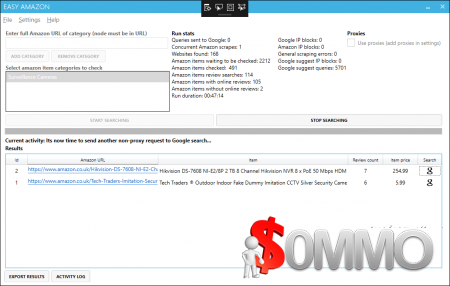 EASY AMAZON
File Settings Help
Enter full Amazon URL of category (node must be in URL)
ADD CATEGORY REMOVE CATEGORY
Select amazon item categories to check
Surveillance Cameras
Run stats
Queries sent to Google: 0
Concurrent Amazon scrapes: 1
Websites found: 168
Amazon items waiting to be checked: 2212
Amazon items checked: 491
Amazon items review searches: 114
Amazon items with online reviews: 105
Amazon items without online reviews: 2
Run duration: 00:47:14
Google IP blocks: 0
Amazon IP blocks: 0
General scraping errors: 0
Google suggest IP blocks: 0
Google suggest queries: 5701
Proxies
Use proxies (add proxies in settings)
START SEARCHING
STOP SEARCHING
Current activity: Its now time to send another non-proxy request to Google search...
Results
Id Amazon URL Item Review count Item price Search
2 https://www.amazon.co.uk/Hikvision-DS-7608-NI-E2-Ch Hikvision DS-7608 NI-E2/8P 2 TB 8 Channel Hikvision NVR 8 x PoE 50 Mbps HDM 7 254.99
1 https://www.amazon.co.uk/Tech-Traders-Imitation-Secur Tech Traders ® Outdoor Indoor Fake Dummy Imitation CCTV Silver Security Came 6 5.99
$OMMO
EXPORT RESULTS ACTIVITY LOG